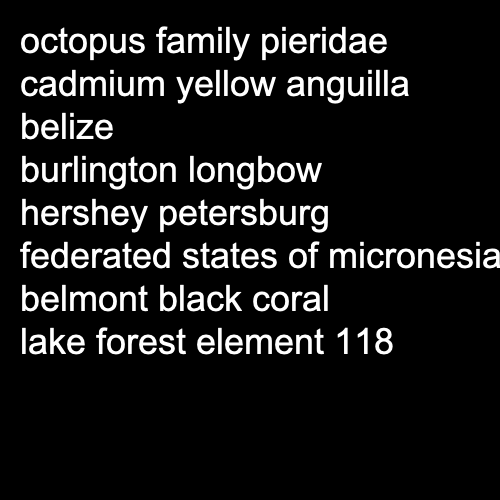 octopus family pieridae
cadmium yellow anguilla
belize
burlington longbow
hershey petersburg
federated states of micronesia
belmont black coral
lake forest element 118